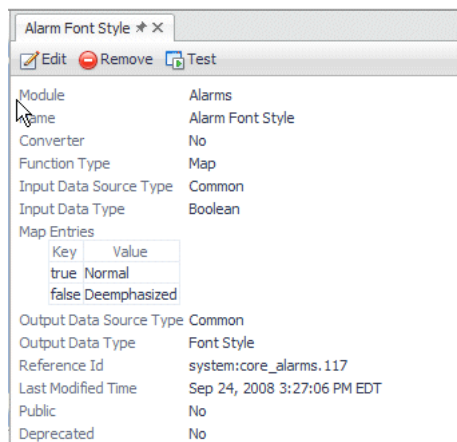 Alarm Font Style
Edit Remove Test
Module Alarms
Name Alarm Font Style
Converter No
Function Type Map
Input Data Source Type Common
Input Data Type Boolean
Map Entries
Key Value
true Normal
false Deemphasized
Output Data Source Type Common
Output Data Type Font Style
Reference Id system:core_alarms.117
Last Modified Time Sep 24, 2008 3:27:06 PM EDT
Public No
Deprecated No